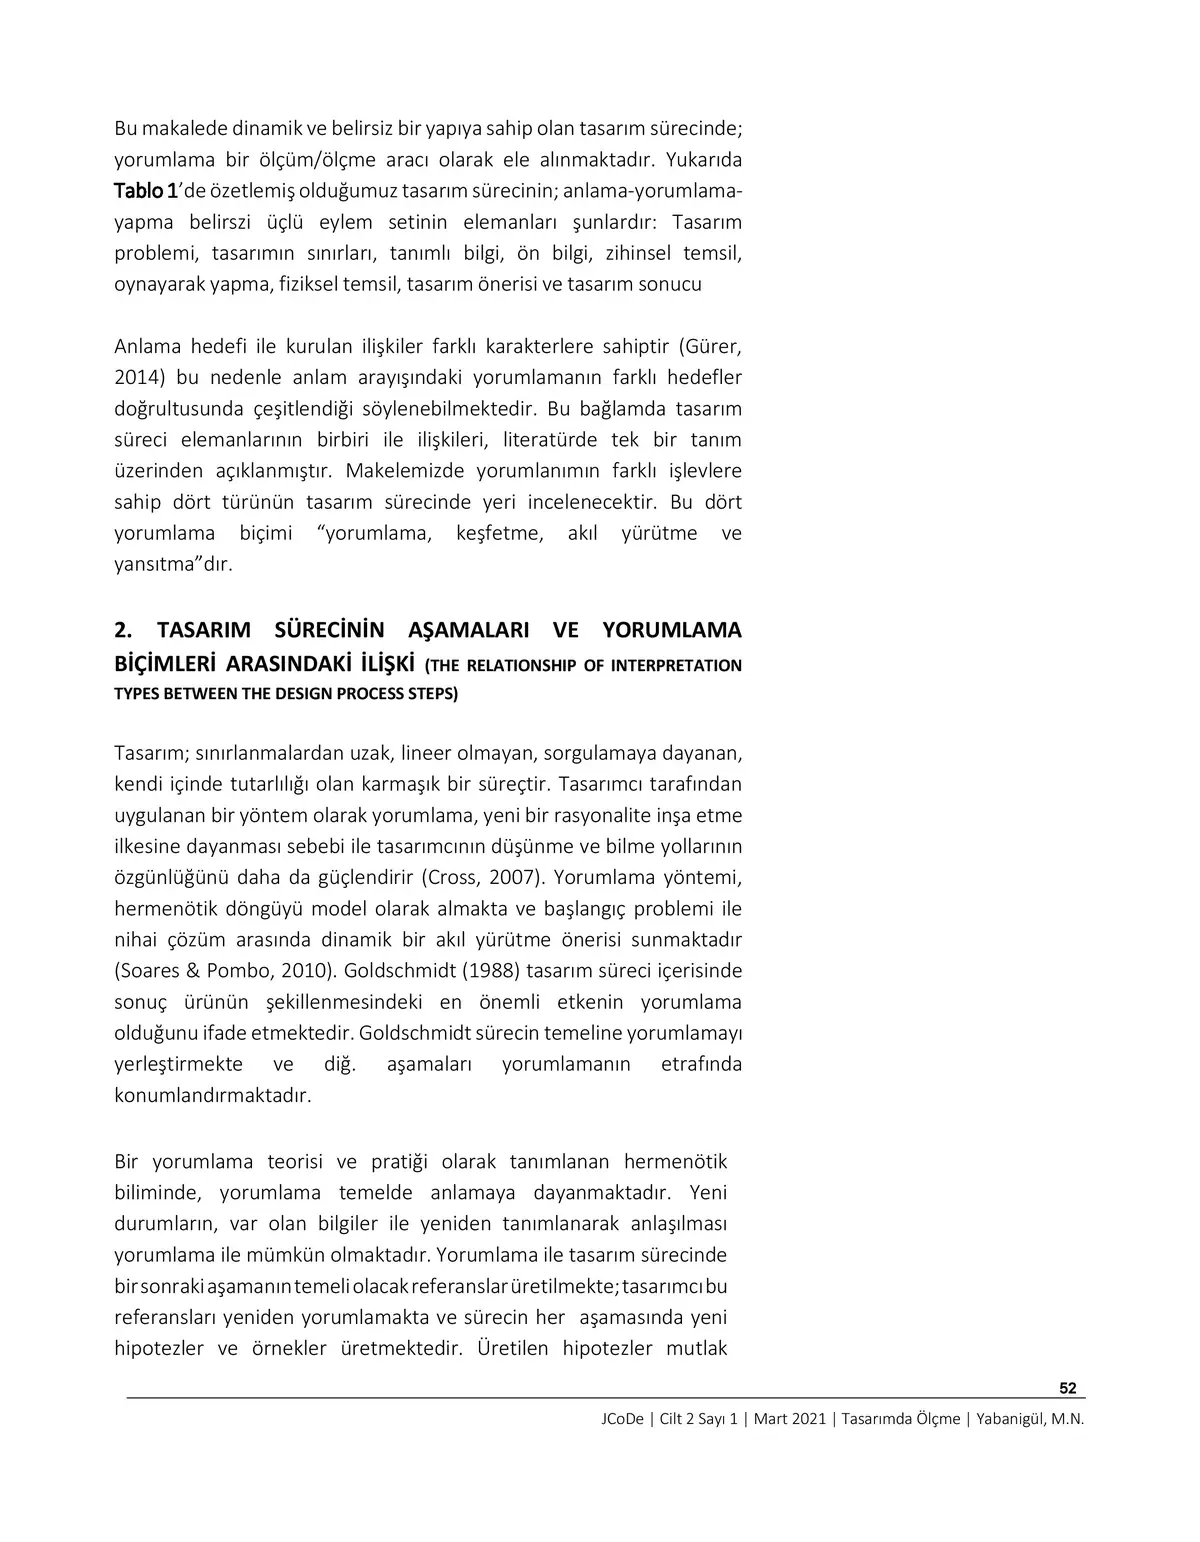 Bu makalede dinamik ve belirsiz bir yapıya sahip olan tasarım sürecinde;
yorumlama bir ölçüm/ölçme aracı olarak ele alınmaktadır. Yukarıda
Tablo 1’de özetlemiş olduğumuz tasarım sürecinin; anlama-yorumlama-
yapma belirszi üçlü eylem setinin elemanları şunlardır: Tasarım
problemi, tasarımın sınırları, tanımlı bilgi, ön bilgi, zihinsel temsil,
oynayarak yapma, fiziksel temsil, tasarım önerisi ve tasarım sonucu
Anlama hedefi ile kurulan ilişkiler farklı karakterlere sahiptir (Gürer,
2014) bu nedenle anlam arayışındaki yorumlamanın farklı hedefler
doğrultusunda çeşitlendiği söylenebilmektedir. Bu bağlamda tasarım
süreci elemanlarının birbiri ile ilişkileri, literatürde tek bir tanım
üzerinden açıklanmıştır. Makelemizde yorumlanımın farklı işlevlere
sahip dört türünün tasarım sürecinde yeri incelenecektir. Bu dört
yorumlama biçimi “yorumlama, keşfetme, akıl yürütme ve
yansıtma”dır.
2. TASARIM SÜRECİNİN AŞAMALARI VE YORUMLAMA
BİÇİMLERİ ARASINDAKİ İLİŞKİ (THE RELATIONSHIP OF INTERPRETATION
TYPES BETWEEN THE DESIGN PROCESS STEPS)
Tasarım; sınırlanmalardan uzak, lineer olmayan, sorgulamaya dayanan,
kendi içinde tutarlılığı olan karmaşık bir süreçtir. Tasarımcı tarafından
uygulanan bir yöntem olarak yorumlama, yeni bir rasyonalite inşa etme
ilkesine dayanması sebebi ile tasarımcının düşünme ve bilme yollarının
özgünlüğünü daha da güçlendirir (Cross, 2007). Yorumlama yöntemi,
hermenötik döngüyü model olarak almakta ve başlangıç problemi ile
nihai çözüm arasında dinamik bir akıl yürütme önerisi sunmaktadır
(Soares & Pombo, 2010). Goldschmidt (1988) tasarım süreci içerisinde
sonuç ürünün şekillenmesindeki en önemli etkenin yorumlama
olduğunu ifade etmektedir. Goldschmidt sürecin temeline yorumlamayı
yerleştirmekte ve diğ. aşamaları yorumlamanın etrafında
konumlandırmaktadır.
Bir yorumlama teorisi ve pratiği olarak tanımlanan hermenötik
biliminde, yorumlama temelde anlamaya dayanmaktadır. Yeni
durumların, var olan bilgiler ile yeniden tanımlanarak anlaşılması
yorumlama ile mümkün olmaktadır. Yorumlama ile tasarım sürecinde
bir sonraki aşamanın temeli olacak referanslar üretilmekte; tasarımcı bu
referansları yeniden yorumlamakta ve sürecin her aşamasında yeni
hipotezler ve örnekler üretmektedir. Üretilen hipotezler mutlak
52
JCoDe | Cilt 2 Sayı 1 | Mart 2021 | Tasarımda Ölçme | Yabanigül, M.N.